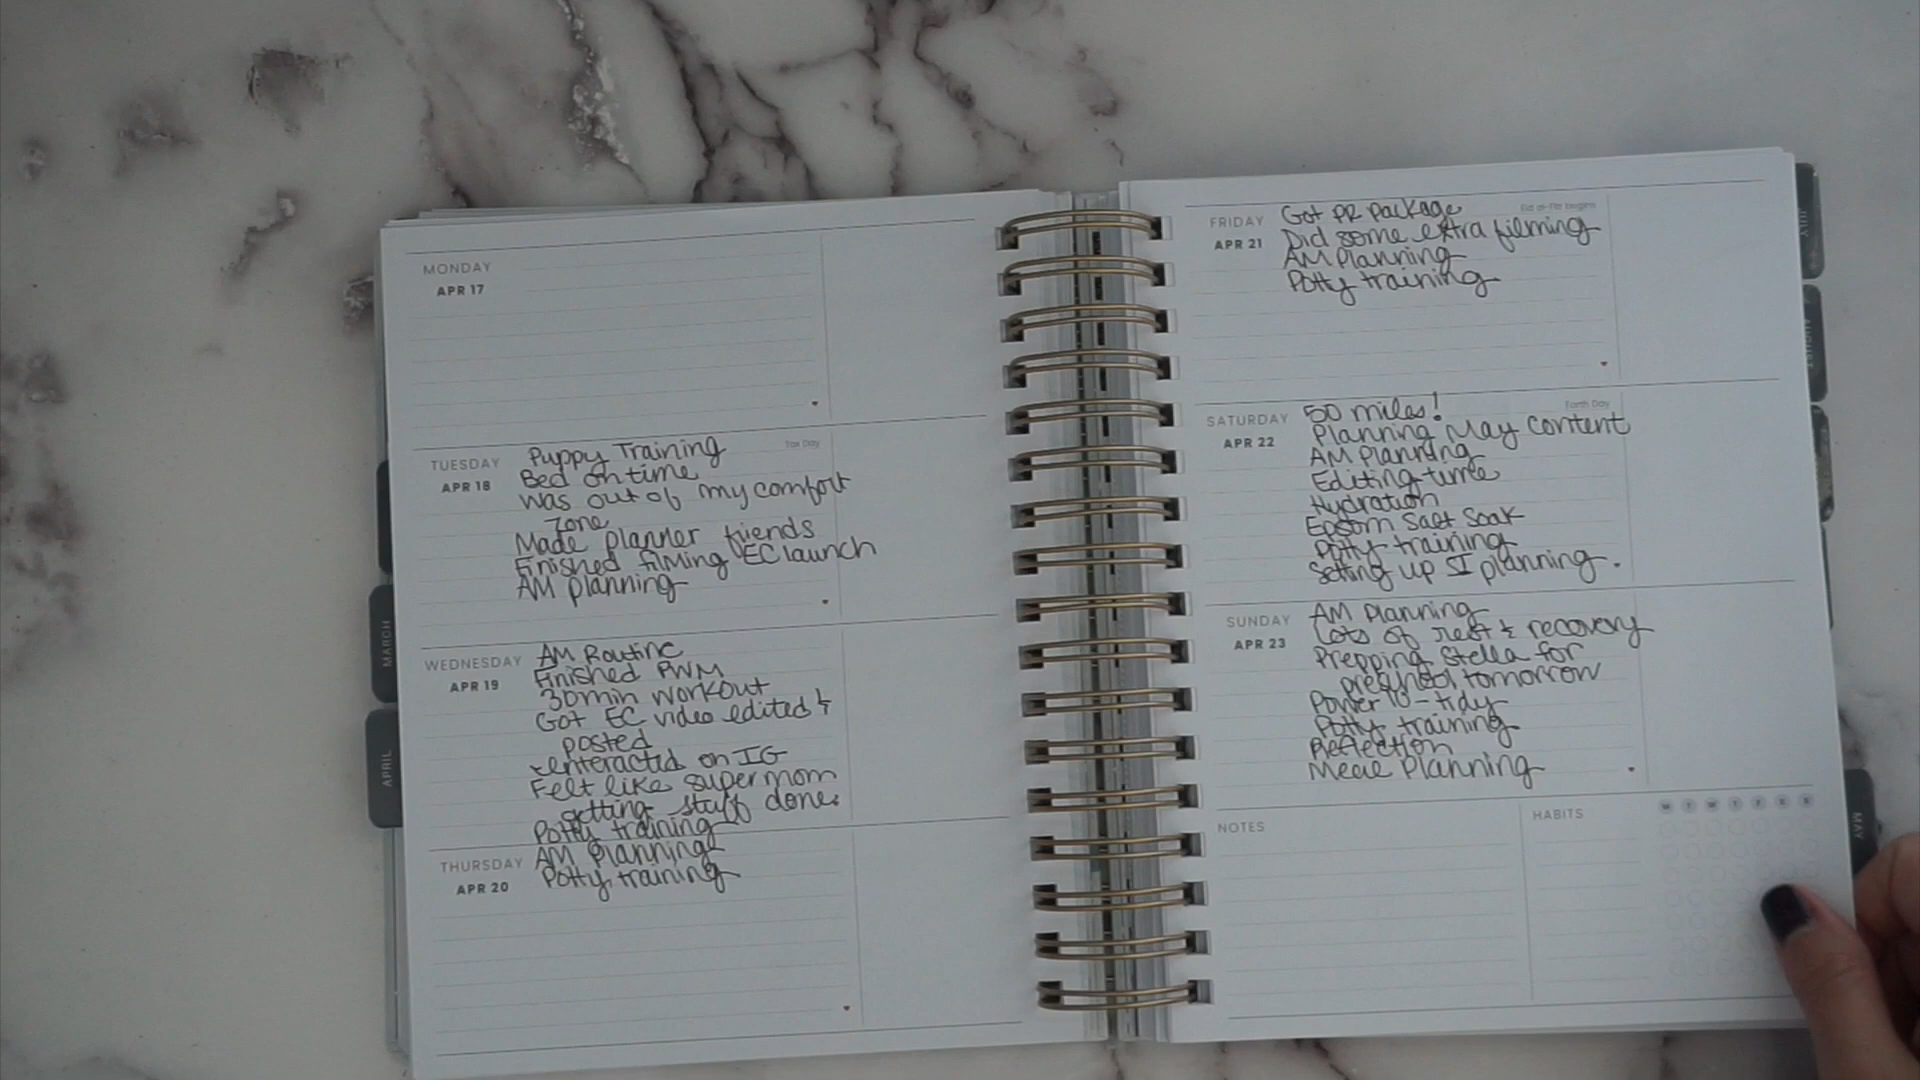 MONDAY
APR 17
TUESDAY
APR 18
Tax Day
Puppy Training
Bed on time
was out of my comfort
zone
Made planner friends
Finished filming EC launch
AM planning
WEDNESDAY
APR 19
AM Routine
Finished PWM
30min workout
Got EC video edited &
posted
Interacted on IG
Felt like supermom
getting stuff done.
Potty training
THURSDAY
APR 20
AM Planning
Potty training
FRIDAY
APR 21
Eid al-Fitr begins
Got PR package
Did some extra filming
AM Planning
Potty training
SATURDAY
APR 22
Earth Day
50 miles!
Planning May content
AM Planning
Editing time
Hydration
Epsom Salt Soak
Potty training
Setting up SI planning.
SUNDAY
APR 23
AM Planning
Lots of rest & recovery
Prepping Stella for
preschool tomorrow
Power 10 - tidy
Potty training
Reflection
Meal Planning
NOTES
HABITS
M T W T F S S
MARCH
APRIL
JULY
AUGUST
MAY